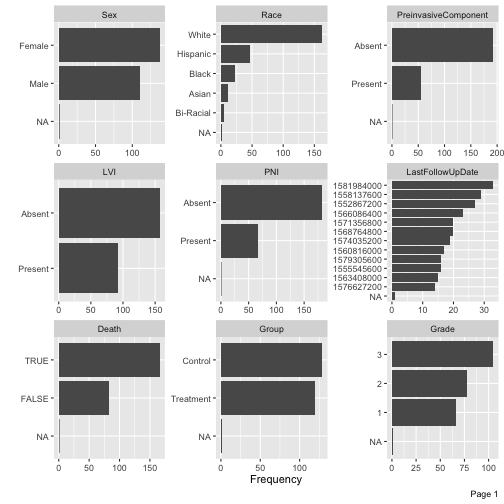 Sex
Female
Male
NA
0 50 100
Race
White
Hispanic
Black
Asian
Bi-Racial
NA
0 50 100 150
PreinvasiveComponent
Absent
Present
NA
0 50 100 150 200
LVI
Absent
Present
0 50 100 150
PNI
Absent
Present
NA
0 50 100 150
LastFollowUpDate
1581984000
1558137600
1552867200
1566086400
1571356800
1568764800
1574035200
1560816000
1579305600
1555545600
1563408000
1576627200
NA
0 10 20 30
Death
TRUE
FALSE
NA
0 50 100 150
Group
Control
Treatment
NA
0 50 100
Grade
3
2
1
NA
0 25 50 75 100
Frequency
Page 1